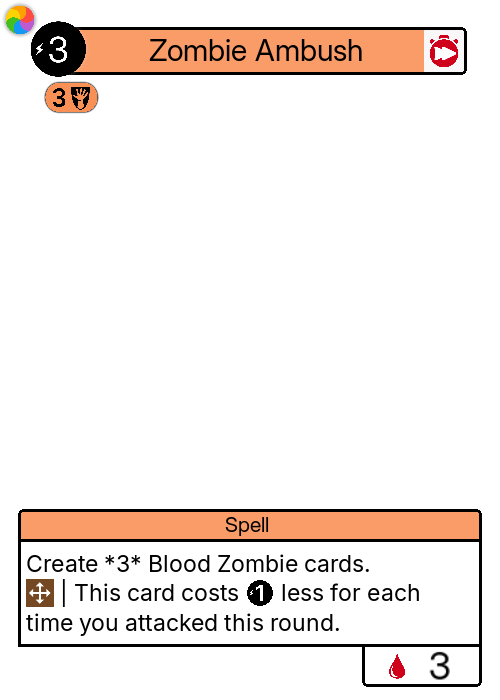 3
Zombie Ambush
3
Spell
Create *3* Blood Zombie cards.
| This card costs 1 less for each
time you attacked this round.
3